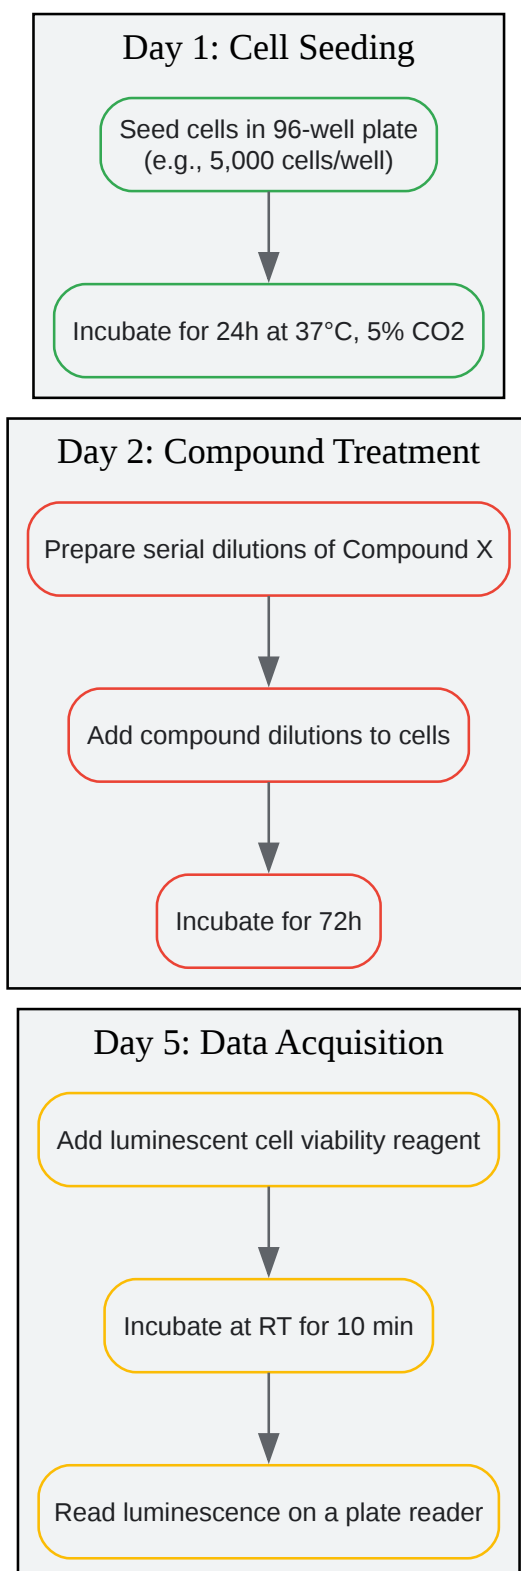 Day 1: Cell Seeding
Seed cells in 96-well plate
(e.g., 5,000 cells/well)
Incubate for 24h at 37°C, 5% CO2
Day 2: Compound Treatment
Prepare serial dilutions of Compound X
Add compound dilutions to cells
Incubate for 72h
Day 5: Data Acquisition
Add luminescent cell viability reagent
Incubate at RT for 10 min
Read luminescence on a plate reader